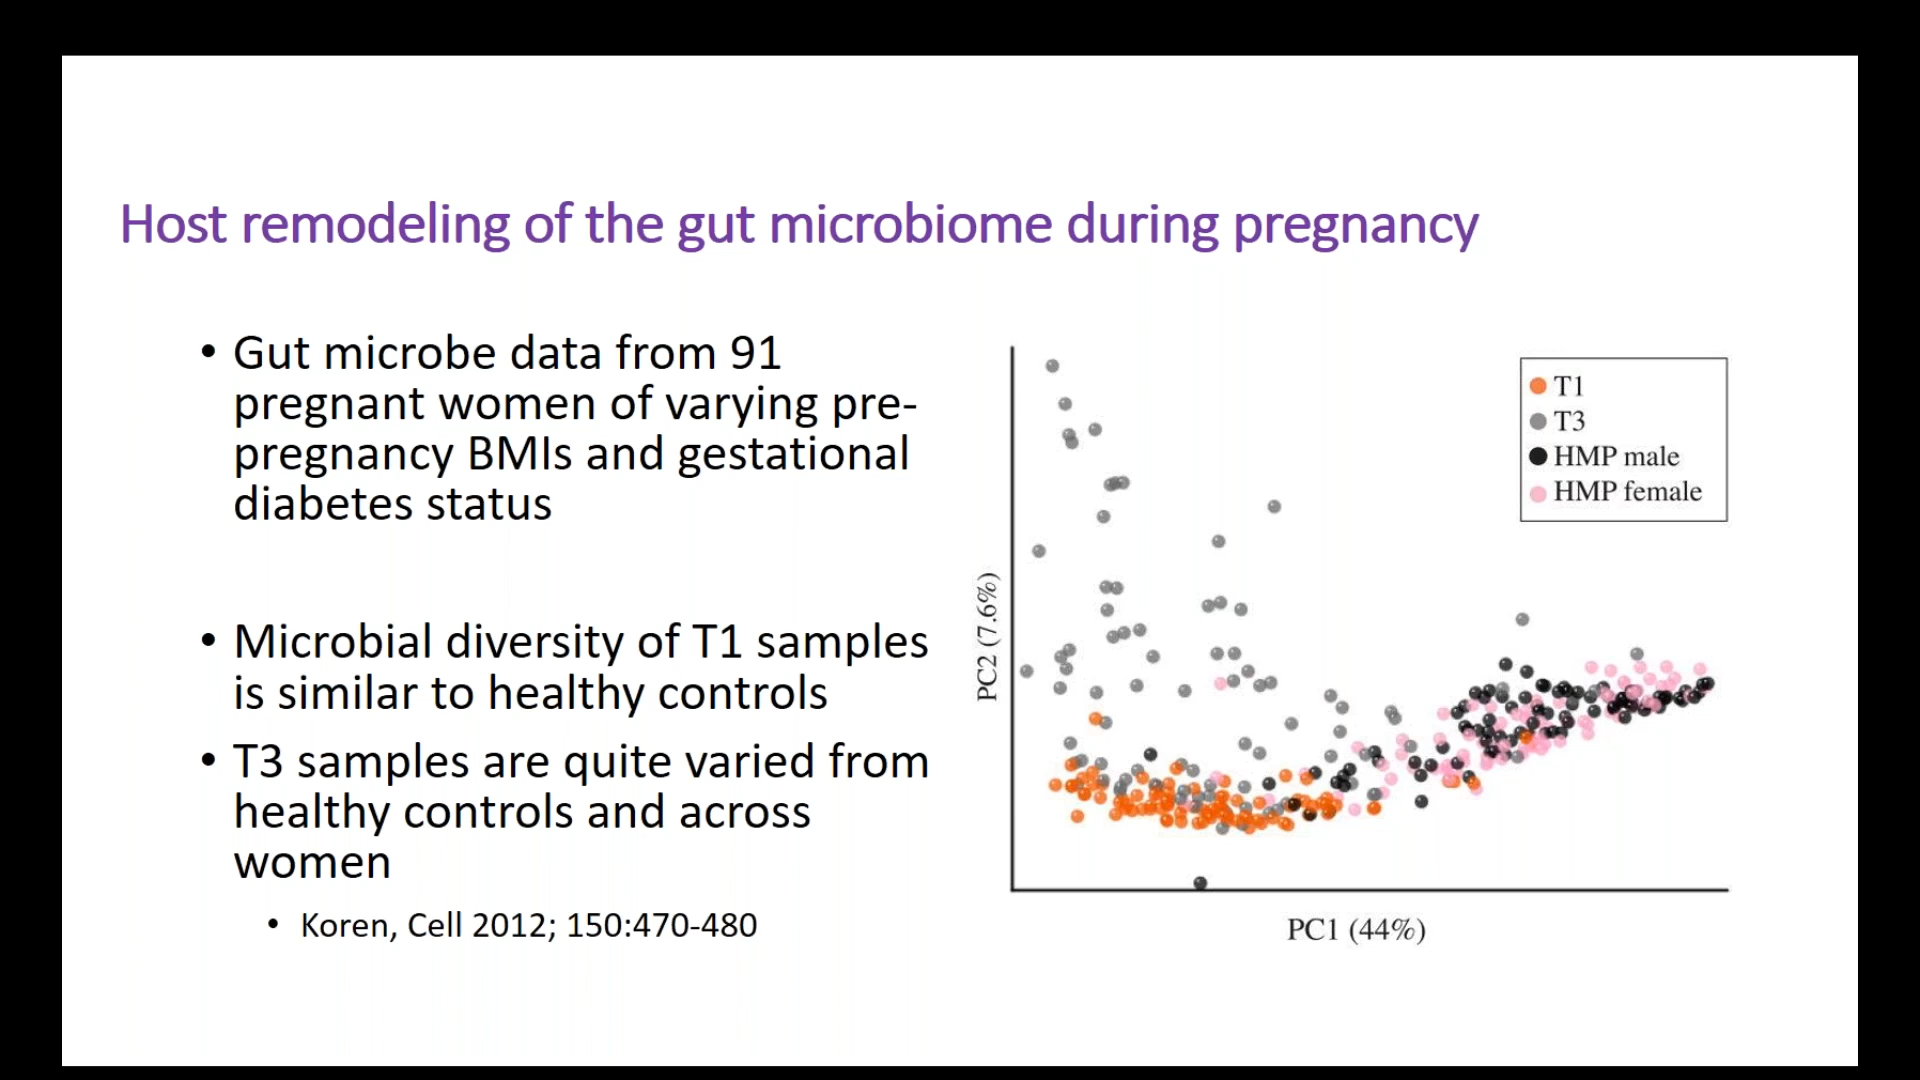 Host remodeling of the gut microbiome during pregnancy
• Gut microbe data from 91
pregnant women of varying pre-
pregnancy BMIs and gestational
diabetes status
• Microbial diversity of T1 samples
is similar to healthy controls
• T3 samples are quite varied from
healthy controls and across
women
• Koren, Cell 2012; 150:470-480
T1
T3
HMP male
HMP female
PC2 (7.6%)
PC1 (44%)